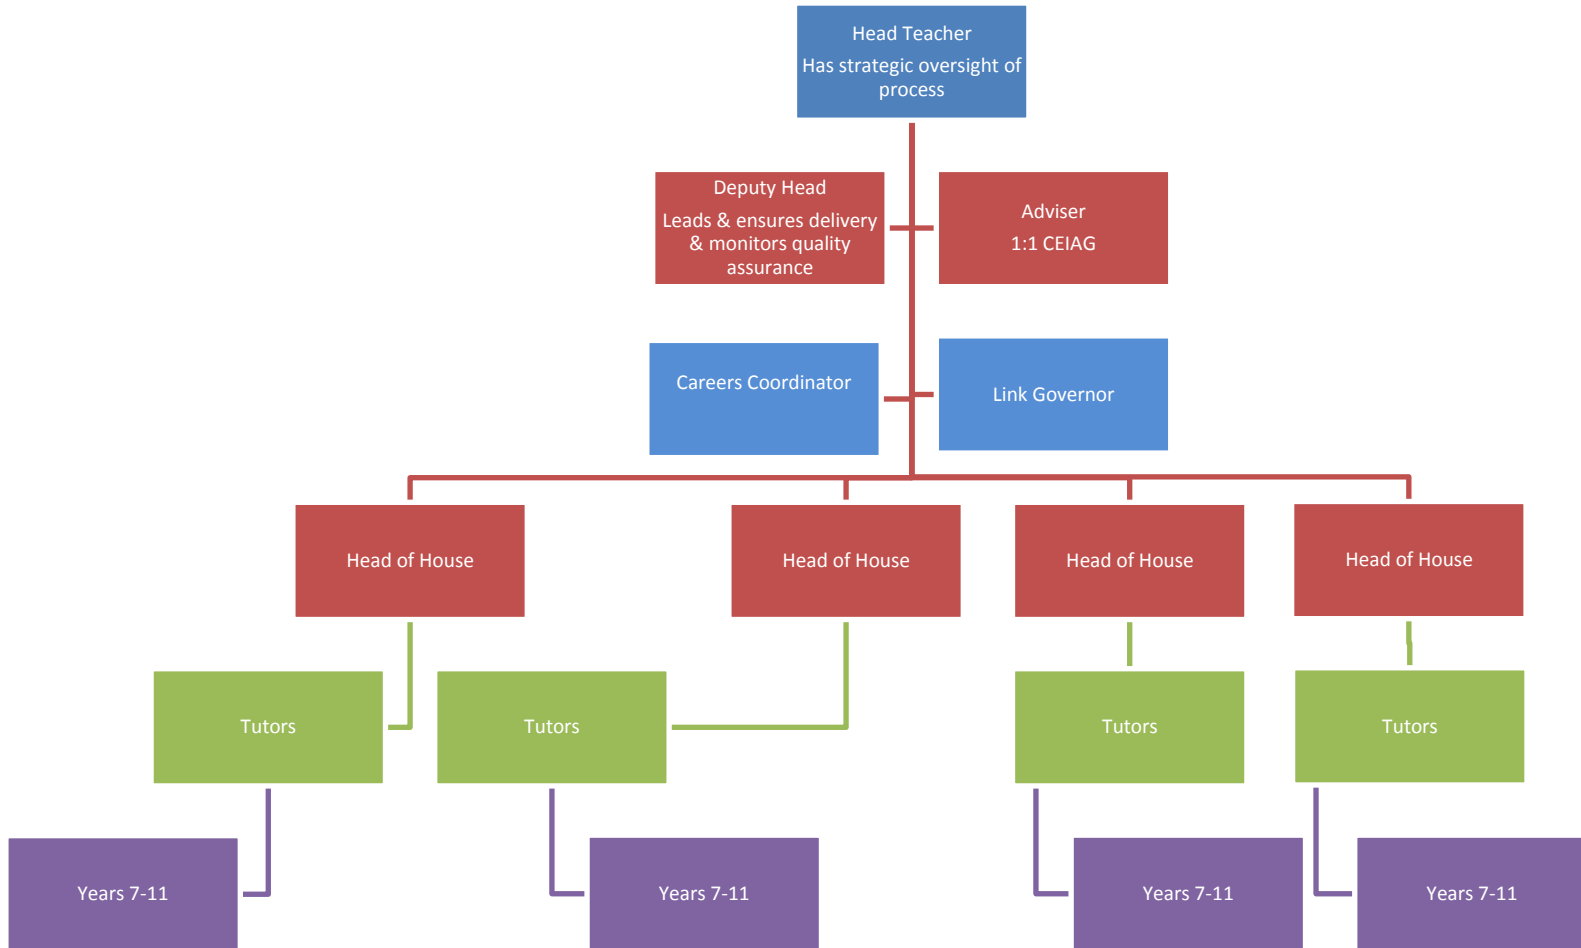 Head Teacher
Has strategic oversight of
process
Deputy Head
Leads & ensures delivery
& monitors quality
assurance
Adviser
1:1 CEIAG
Careers Coordinator
Link Governor
Head of House
Head of House
Head of House
Head of House
Tutors
Tutors
Tutors
Tutors
Years 7-11
Years 7-11
Years 7-11
Years 7-11